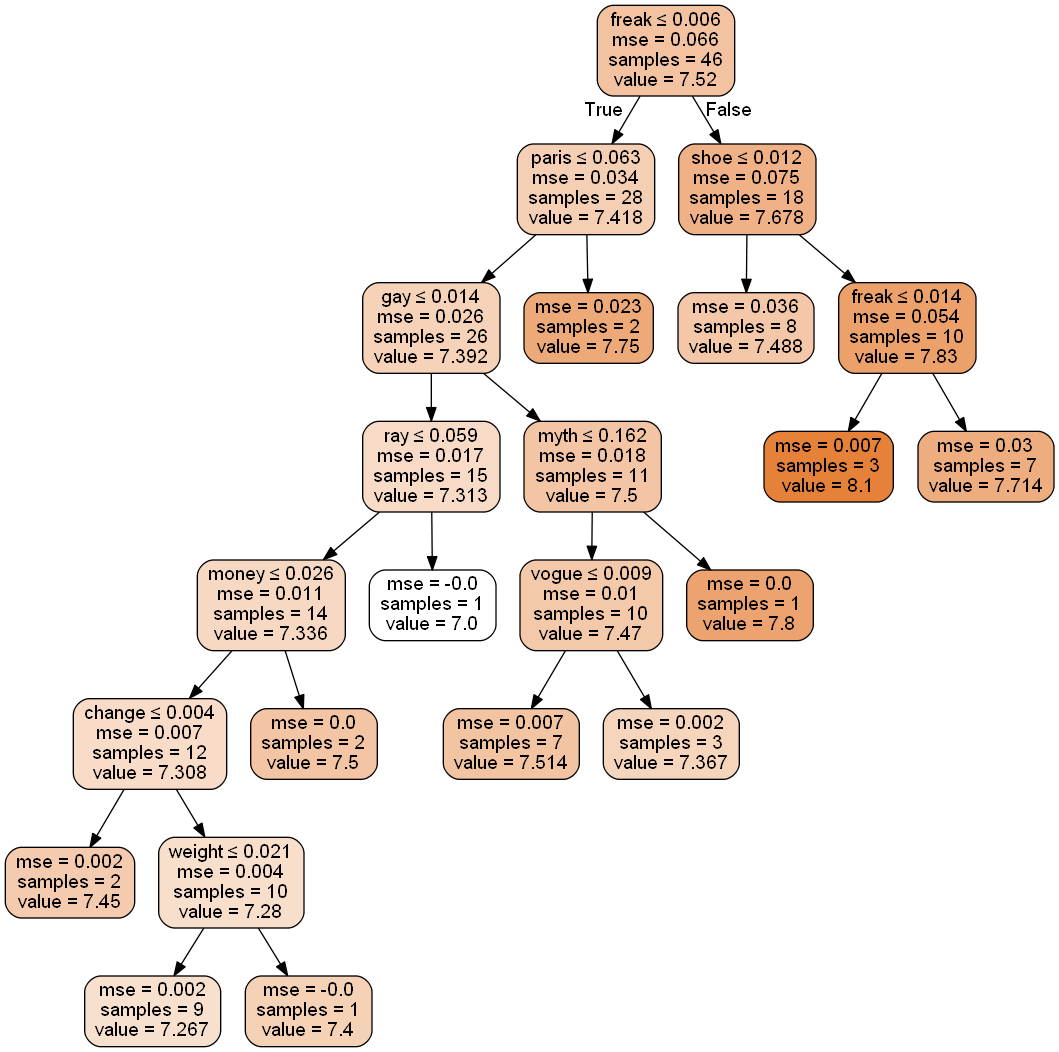 freak ≤ 0.006
mse = 0.066
samples = 46
value = 7.52
True
False
paris ≤ 0.063
mse = 0.034
samples = 28
value = 7.418
shoe ≤ 0.012
mse = 0.075
samples = 18
value = 7.678
gay ≤ 0.014
mse = 0.026
samples = 26
value = 7.392
mse = 0.023
samples = 2
value = 7.75
mse = 0.036
samples = 8
value = 7.488
freak ≤ 0.014
mse = 0.054
samples = 10
value = 7.83
ray ≤ 0.059
mse = 0.017
samples = 15
value = 7.313
myth ≤ 0.162
mse = 0.018
samples = 11
value = 7.5
mse = 0.007
samples = 3
value = 8.1
mse = 0.03
samples = 7
value = 7.714
money ≤ 0.026
mse = 0.011
samples = 14
value = 7.336
mse = -0.0
samples = 1
value = 7.0
vogue ≤ 0.009
mse = 0.01
samples = 10
value = 7.47
mse = 0.0
samples = 1
value = 7.8
change ≤ 0.004
mse = 0.007
samples = 12
value = 7.308
mse = 0.0
samples = 2
value = 7.5
mse = 0.007
samples = 7
value = 7.514
mse = 0.002
samples = 3
value = 7.367
mse = 0.002
samples = 2
value = 7.45
weight ≤ 0.021
mse = 0.004
samples = 10
value = 7.28
mse = 0.002
samples = 9
value = 7.267
mse = -0.0
samples = 1
value = 7.4